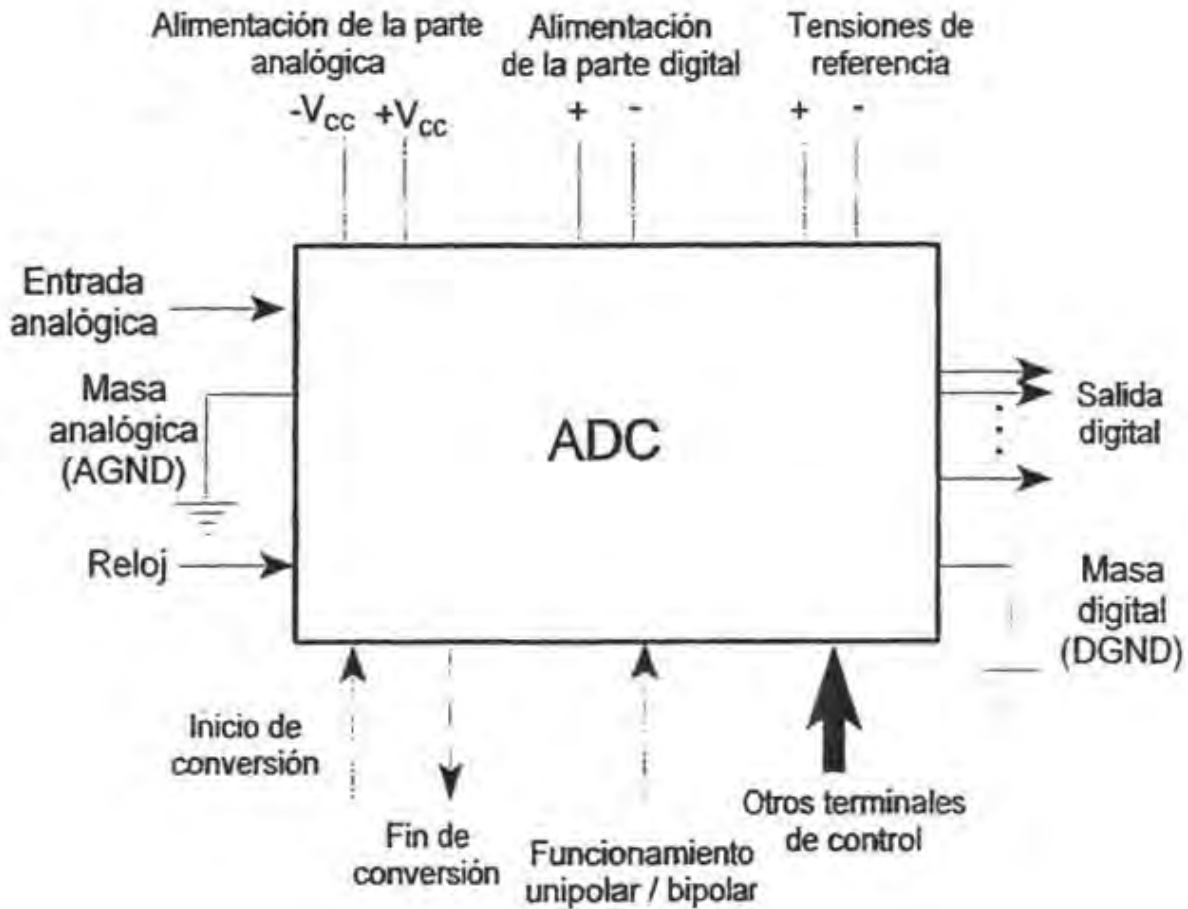 Alimentación de la parte
analógica
-VCC +VCC
Alimentación
de la parte digital
+ -
Tensiones de
referencia
+ -
Entrada
analógica
Masa
analógica
(AGND)
Reloj
ADC
Salida
digital
Masa
digital
(DGND)
Inicio de
conversión
Fin de
conversión
Funcionamiento
unipolar / bipolar
Otros terminales
de control